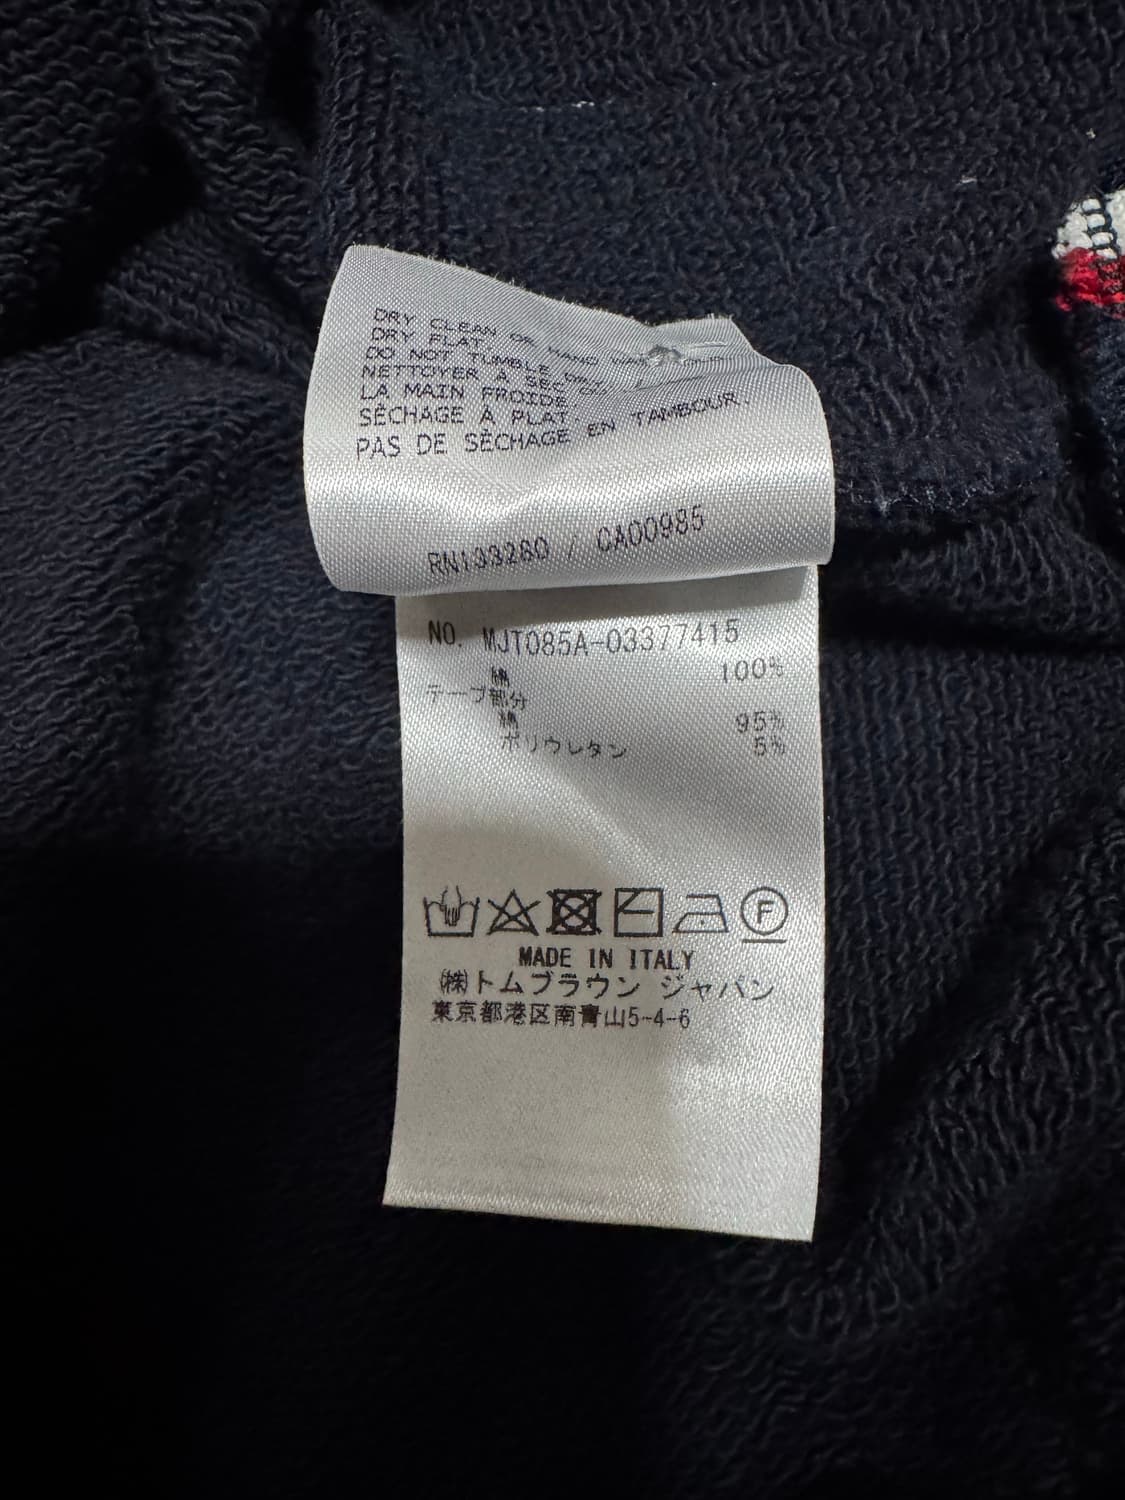 DRY CLEAN OR HAND
DRY FLAT
DO NOT TUMBLE DRY
NETTOYER À SEC
LA MAIN FROIDE.
SÉCHAGE À PLAT.
PAS DE SÉCHAGE EN TAMBOUR.
RN133280 / CA00985
NO. MJT085A-03377415
綿 100%
テープ部分
綿 95%
ポリウレタン 5%
F
MADE IN ITALY
㈱トムブラウン ジャパン
東京都港区南青山5-4-6